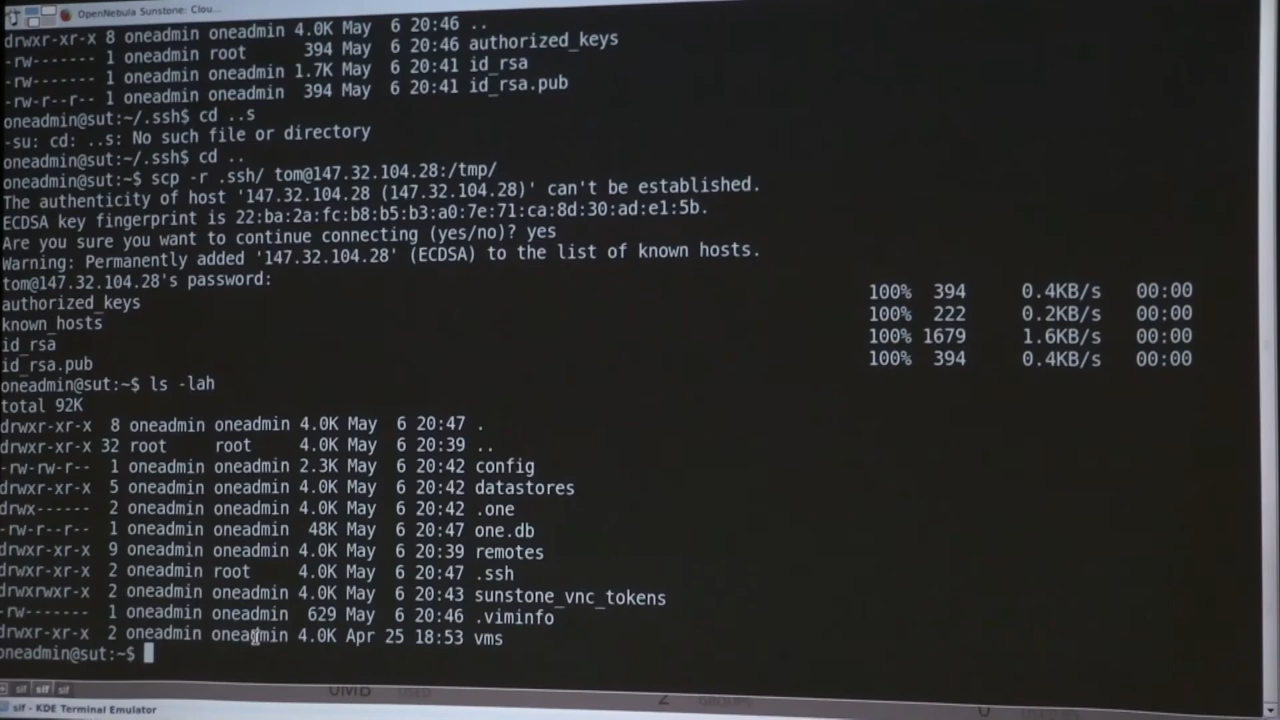 OpenNebula Sunstone: Clou...
drwxr-xr-x 8 oneadmin oneadmin 4.0K May  6 20:46 ..
-rw------- 1 oneadmin root      394 May  6 20:46 authorized_keys
-rw------- 1 oneadmin oneadmin 1.7K May  6 20:41 id_rsa
-rw-r--r-- 1 oneadmin oneadmin  394 May  6 20:41 id_rsa.pub
oneadmin@sut:~/.ssh$ cd ..s
-su: cd: ..s: No such file or directory
oneadmin@sut:~/.ssh$ cd ..
oneadmin@sut:~$ scp -r .ssh/ tom@147.32.104.28:/tmp/
The authenticity of host '147.32.104.28 (147.32.104.28)' can't be established.
ECDSA key fingerprint is 22:ba:2a:fc:b8:b5:b3:a0:7e:71:ca:8d:30:ad:e1:5b.
Are you sure you want to continue connecting (yes/no)? yes
Warning: Permanently added '147.32.104.28' (ECDSA) to the list of known hosts.
tom@147.32.104.28's password:
authorized_keys 100% 394 0.4KB/s 00:00
known_hosts 100% 222 0.2KB/s 00:00
id_rsa 100% 1679 1.6KB/s 00:00
id_rsa.pub 100% 394 0.4KB/s 00:00
oneadmin@sut:~$ ls -lah
total 92K
drwxr-xr-x  8 oneadmin oneadmin 4.0K May  6 20:47 .
drwxr-xr-x 32 root     root     4.0K May  6 20:39 ..
-rw-rw-r--  1 oneadmin oneadmin 2.3K May  6 20:42 config
drwxr-xr-x  5 oneadmin oneadmin 4.0K May  6 20:42 datastores
drwx------  2 oneadmin oneadmin 4.0K May  6 20:42 .one
-rw-r--r--  1 oneadmin oneadmin  48K May  6 20:47 one.db
drwxr-xr-x  9 oneadmin oneadmin 4.0K May  6 20:39 remotes
drwxr-xr-x  2 oneadmin root     4.0K May  6 20:47 .ssh
drwxrwxr-x  2 oneadmin oneadmin 4.0K May  6 20:43 sunstone_vnc_tokens
-rw-------  1 oneadmin oneadmin  629 May  6 20:46 .viminfo
drwxr-xr-x  2 oneadmin oneadmin 4.0K Apr 25 18:53 vms
oneadmin@sut:~$
sif sif sif
0MB USED 2 GROUPS 0
sif - KDE Terminal Emulator